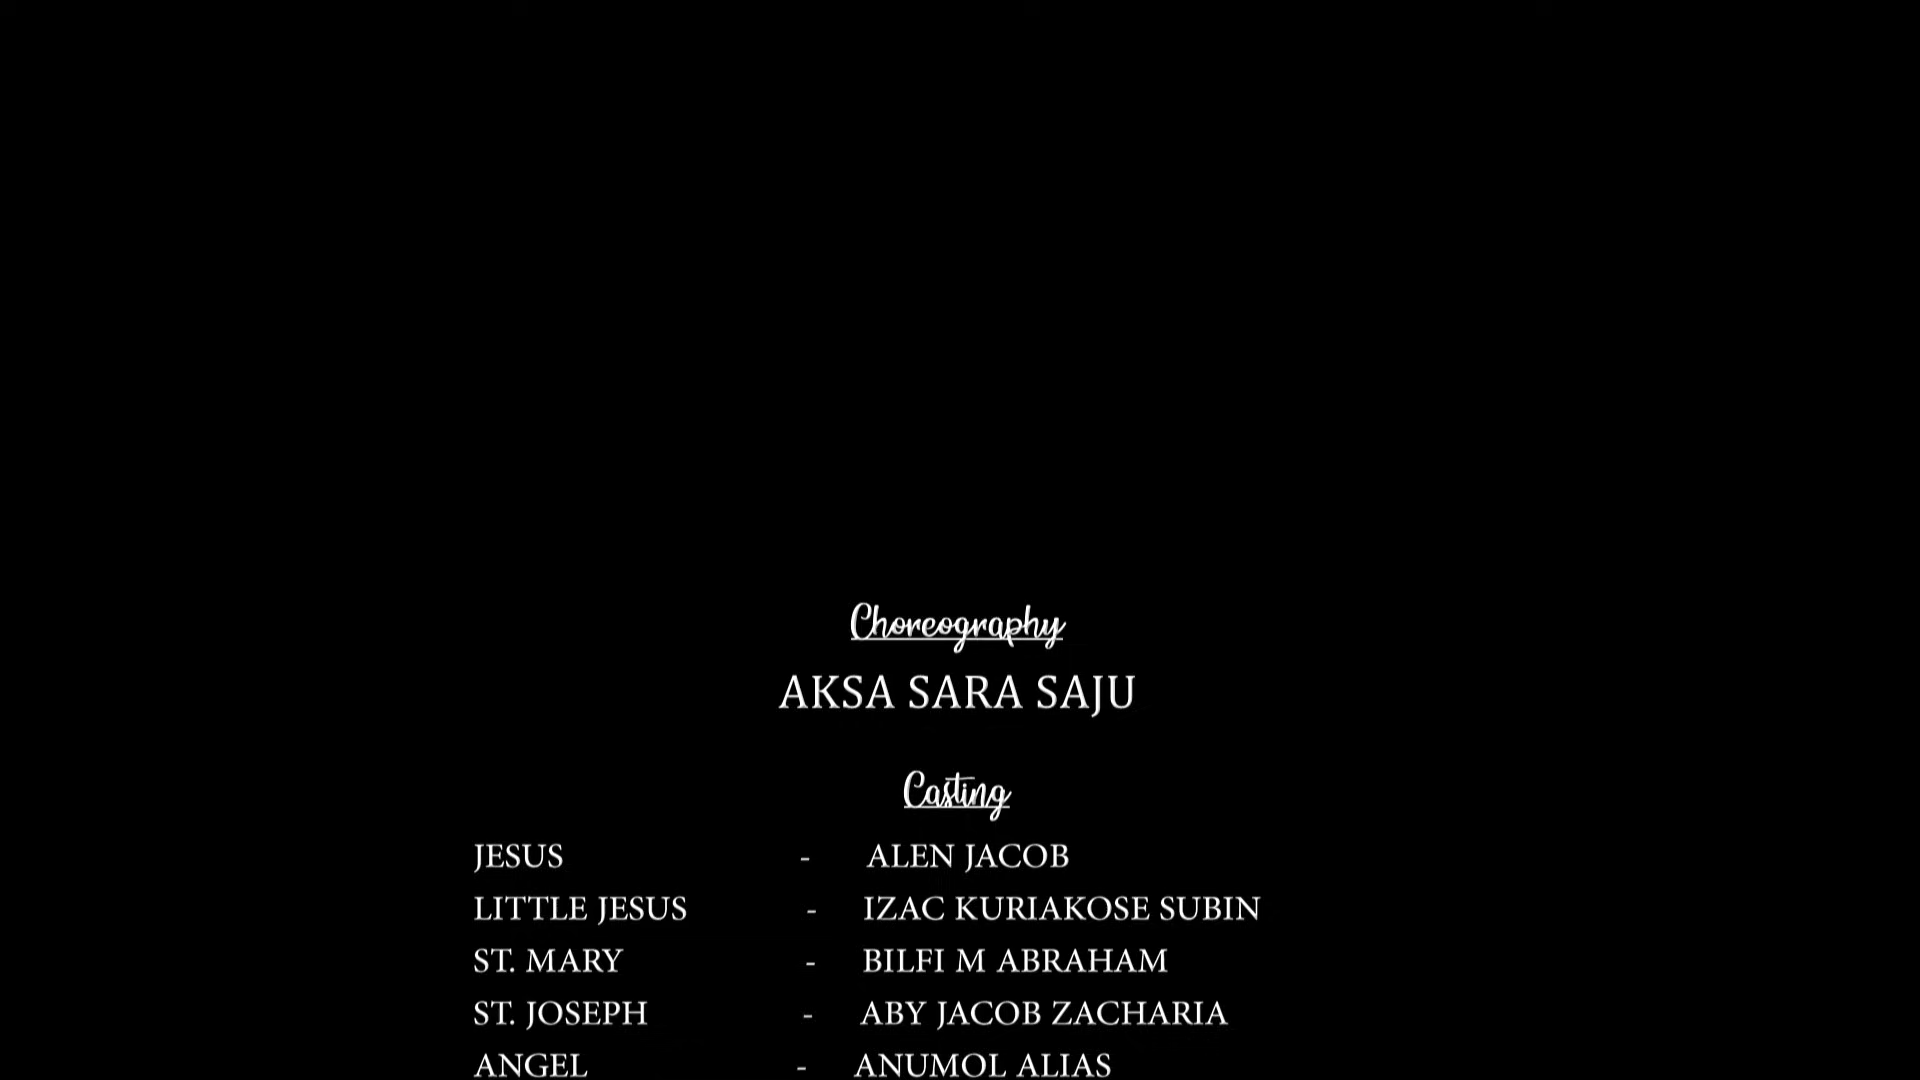 Choreography
AKSA SARA SAJU
Casting
JESUS - ALEN JACOB
LITTLE JESUS - IZAC KURIAKOSE SUBIN
ST. MARY - BILFI M ABRAHAM
ST. JOSEPH - ABY JACOB ZACHARIA
ANGEL - ANUMOL ALIAS